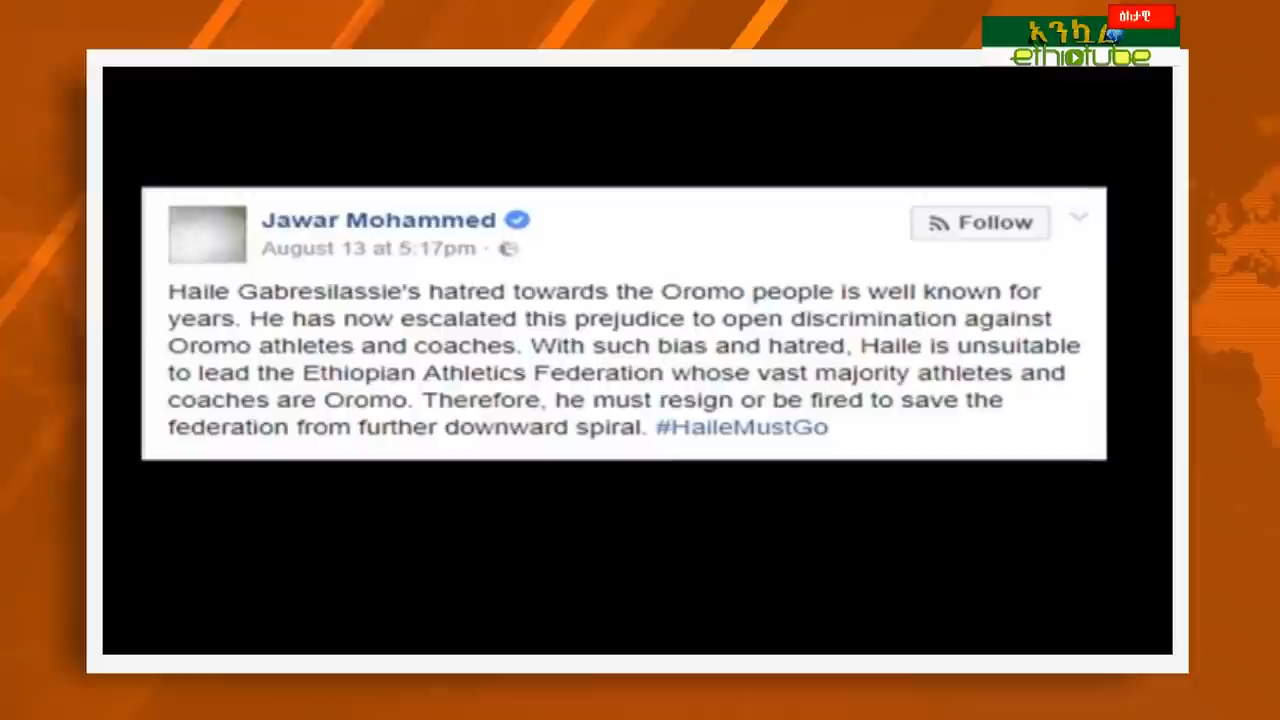 ዕለታዊ
እንኳር
ethiotube
Jawar Mohammed
August 13 at 5:17pm ·
Follow
Haile Gabresilassie's hatred towards the Oromo people is well known for
years. He has now escalated this prejudice to open discrimination against
Oromo athletes and coaches. With such bias and hatred, Haile is unsuitable
to lead the Ethiopian Athletics Federation whose vast majority athletes and
coaches are Oromo. Therefore, he must resign or be fired to save the
federation from further downward spiral. #HaileMustGo